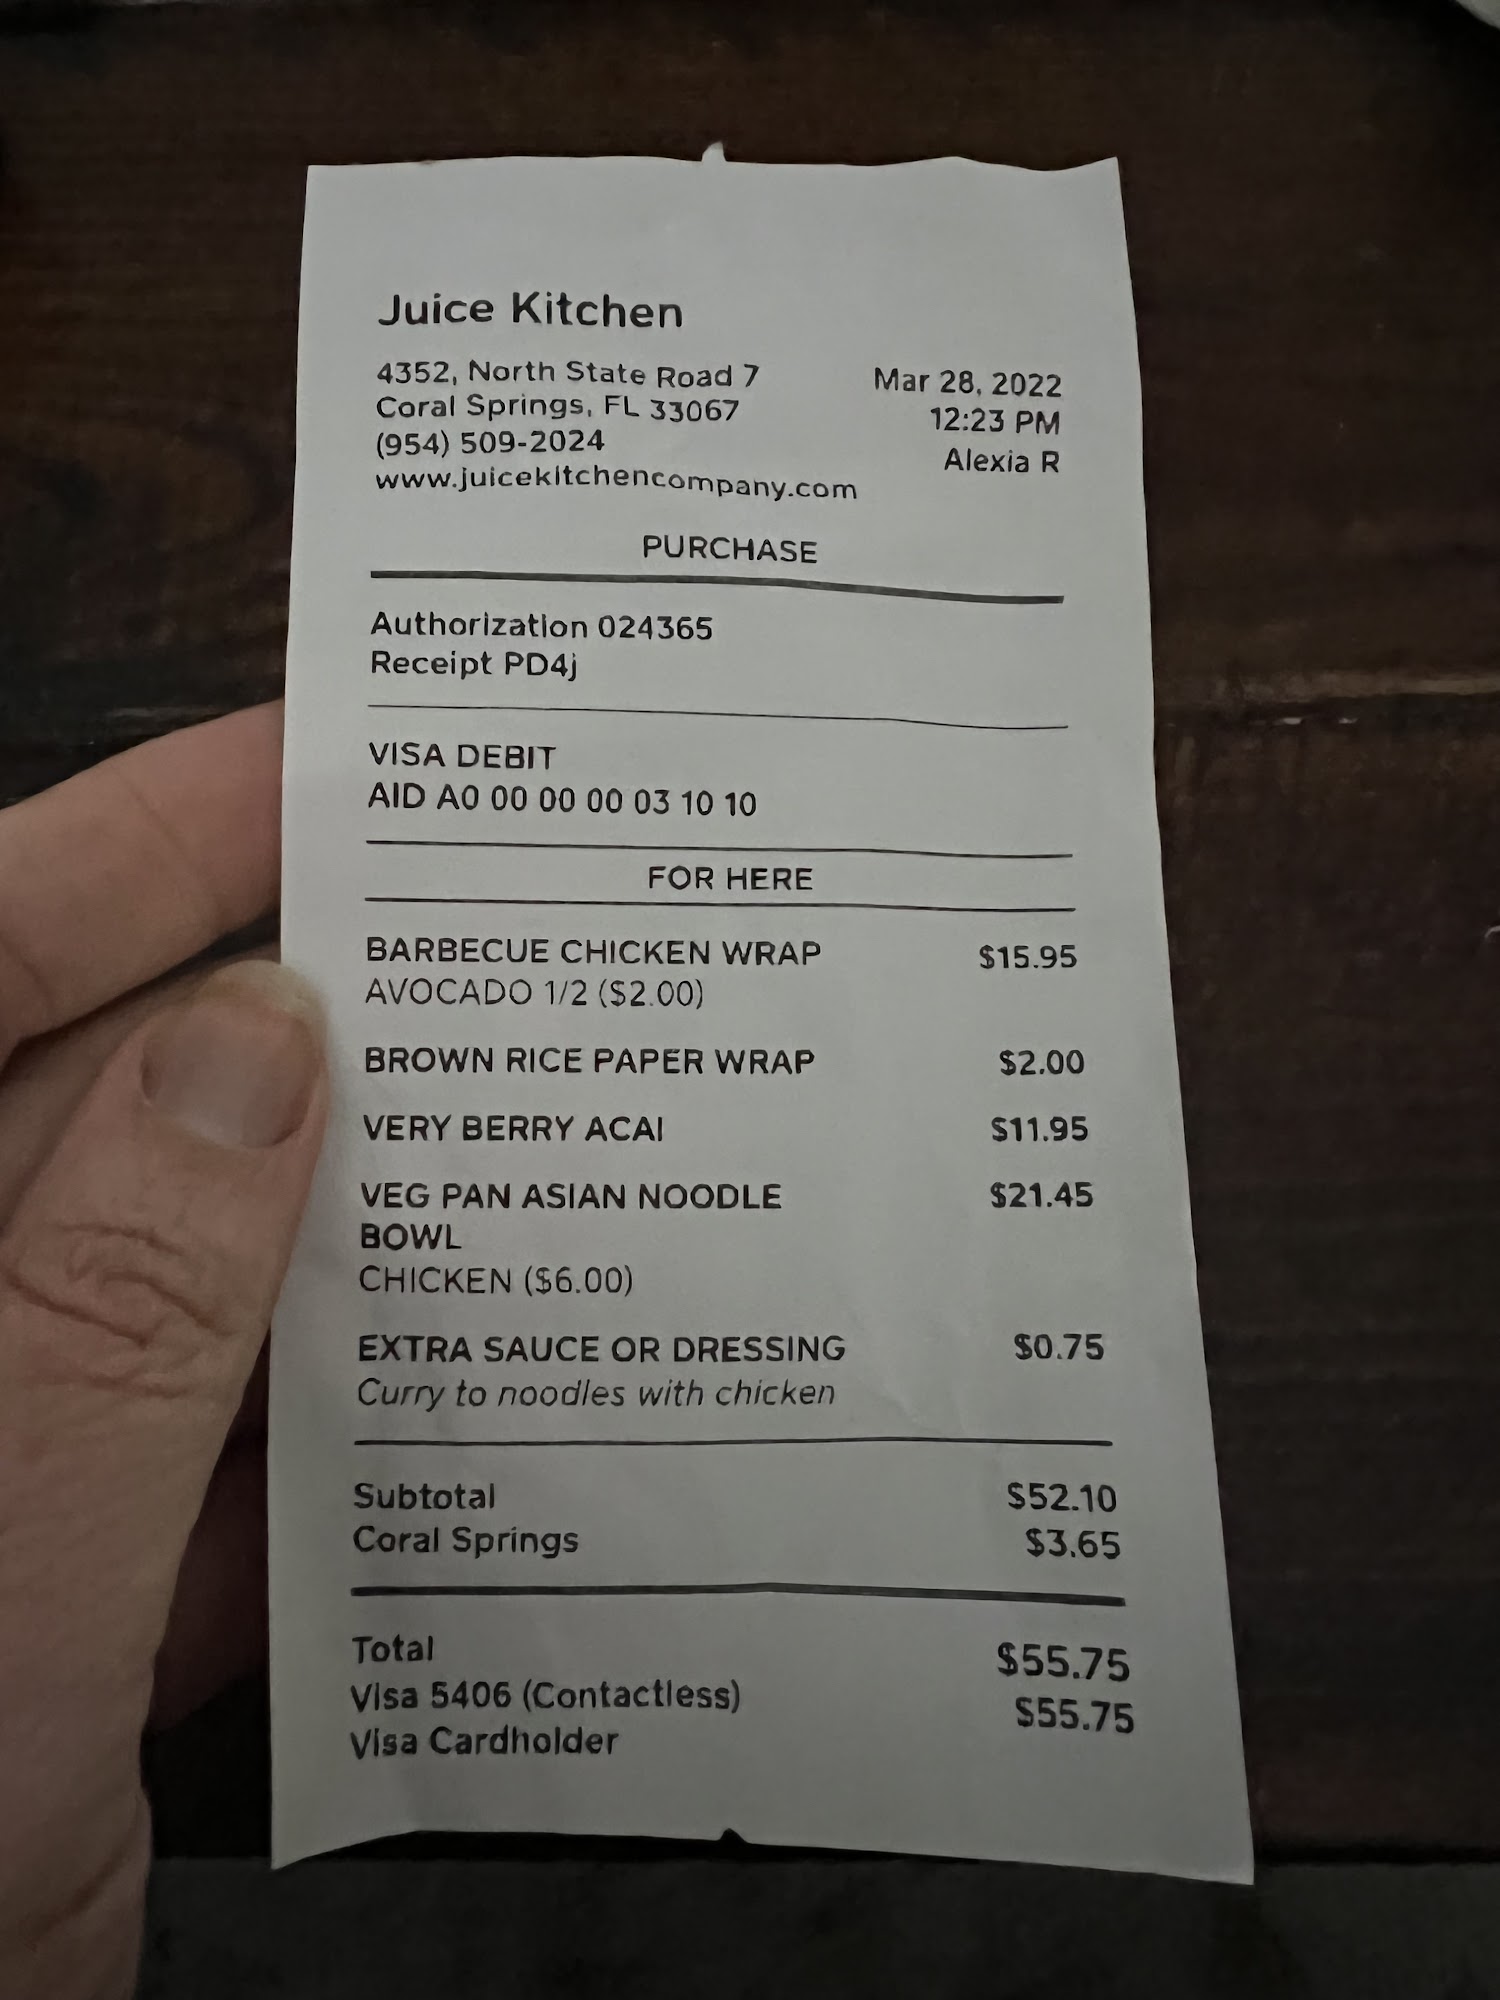 Juice Kitchen
4352, North State Road 7
Coral Springs, FL 33067
(954) 509-2024
www.juicekitchencompany.com
Mar 28, 2022
12:23 PM
Alexia R
PURCHASE
Authorization 024365
Receipt PD4j
VISA DEBIT
AID A0 00 00 00 03 10 10
FOR HERE
BARBECUE CHICKEN WRAP $15.95
AVOCADO 1/2 ($2.00)
BROWN RICE PAPER WRAP $2.00
VERY BERRY ACAI $11.95
VEG PAN ASIAN NOODLE $21.45
BOWL
CHICKEN ($6.00)
EXTRA SAUCE OR DRESSING $0.75
Curry to noodles with chicken
Subtotal $52.10
Coral Springs $3.65
Total $55.75
Visa 5406 (Contactless) $55.75
Visa Cardholder